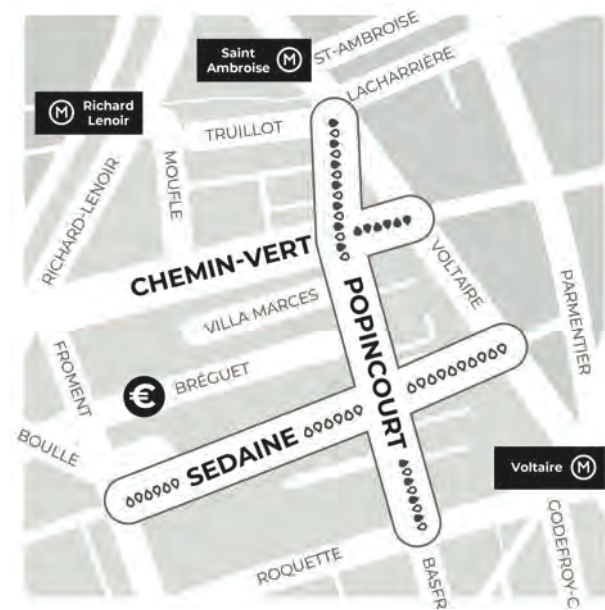 Saint
Ambroise M
ST-AMBROISE
M Richard
Lenoir
LACHARRIÈRE
TRUILLOT
MOUFLE
RICHARD-LENOIR
CHEMIN-VERT
VOLTAIRE
PARMENTIER
VILLA MARCES
POPINCOURT
FROMENT
€
BRÉGUET
BOULLE
SEDAINE
Voltaire M
GODEFROY-C
ROQUETTE
BASFR